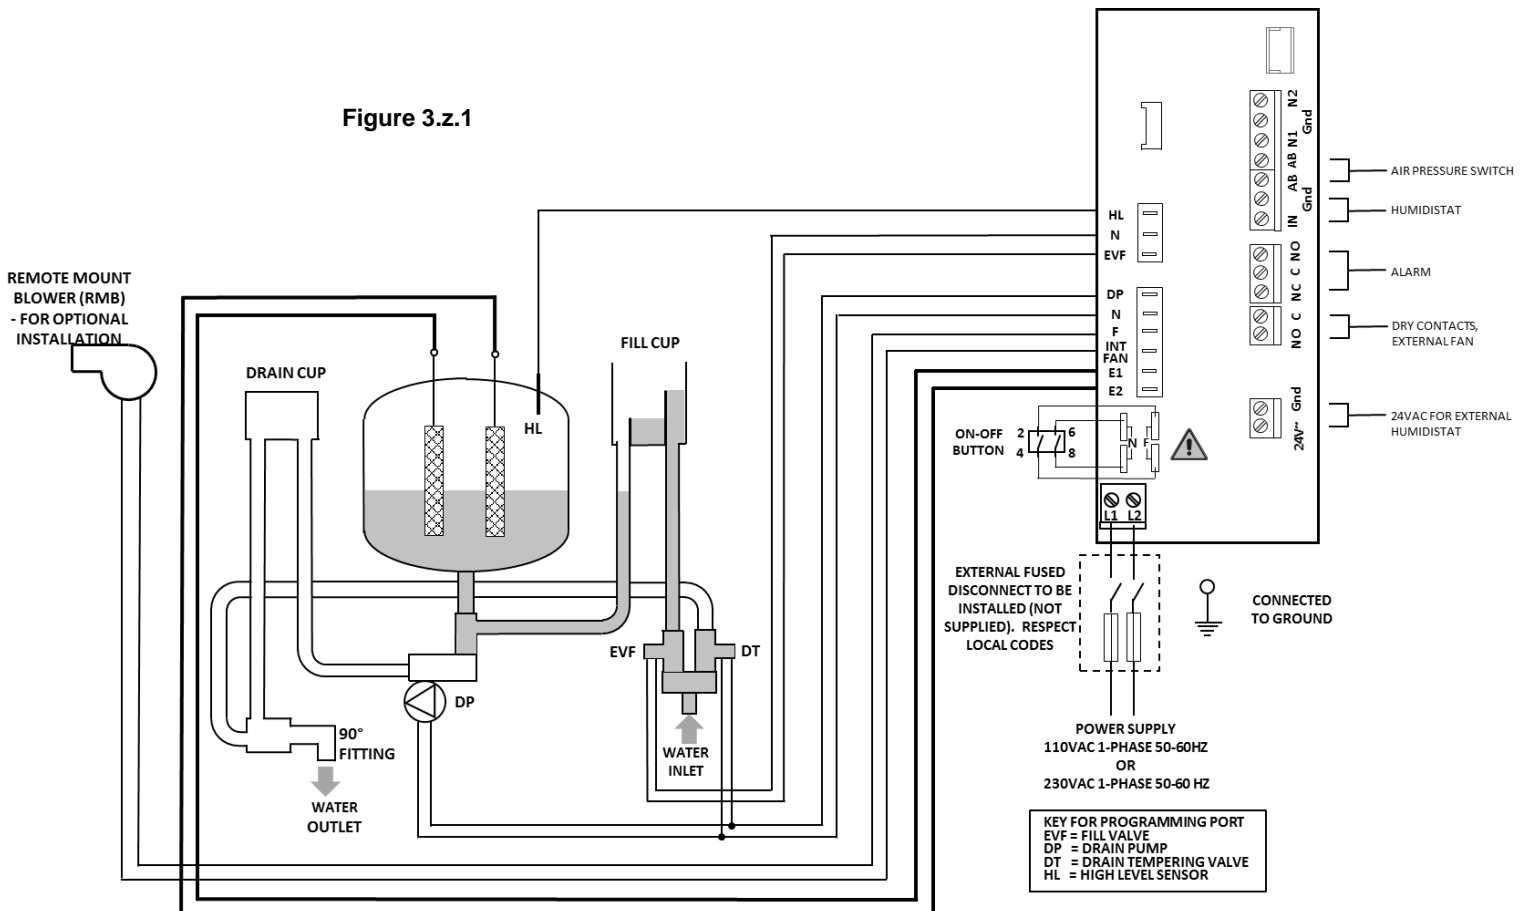 Figure 3.z.1
N2
Gnd
N1
AB
AB
Gnd
IN
AIR PRESSURE SWITCH
HUMIDISTAT
NO
C
NC
ALARM
C
NO
DRY CONTACTS,
EXTERNAL FAN
Gnd
24V~
24VAC FOR EXTERNAL
HUMIDISTAT
HL
N
EVF
DP
N
F
INT
FAN
E1
E2
REMOTE MOUNT
BLOWER (RMB)
- FOR OPTIONAL
INSTALLATION
DRAIN CUP
FILL CUP
HL
ON-OFF
BUTTON
2
6
4
8
N F
L1
L2
EXTERNAL FUSED
DISCONNECT TO BE
INSTALLED (NOT
SUPPLIED). RESPECT
LOCAL CODES
CONNECTED
TO GROUND
EVF
DT
DP
90°
FITTING
WATER
INLET
WATER
OUTLET
POWER SUPPLY
110VAC 1-PHASE 50-60HZ
OR
230VAC 1-PHASE 50-60 HZ
KEY FOR PROGRAMMING PORT
EVF = FILL VALVE
DP = DRAIN PUMP
DT = DRAIN TEMPERING VALVE
HL = HIGH LEVEL SENSOR